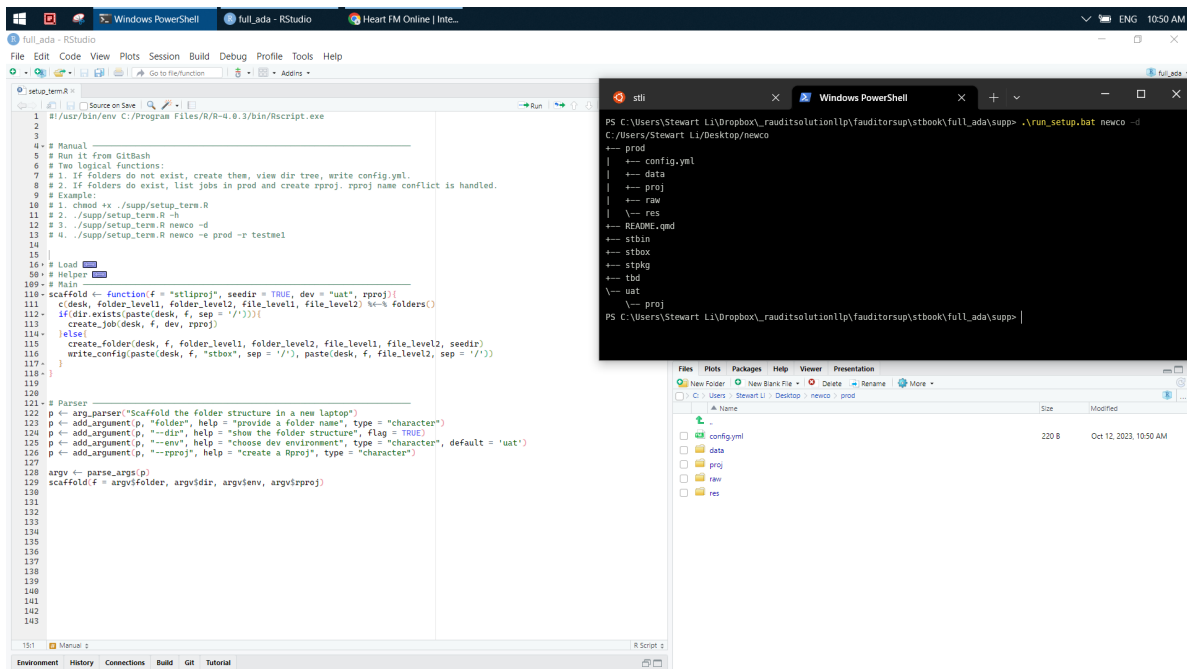 Windows PowerShell
full_ada - RStudio
Heart FM Online | Inte...
ENG
10:50 AM
full_ada - RStudio
File Edit Code View Plots Session Build Debug Profile Tools Help
Go to file/function
Addins
full_ada
setup_term.R
Source on Save
Run
1 #!/usr/bin/env C:/Program Files/R/R-4.0.3/bin/Rscript.exe
2
3
4 # Manual
5 # Run it from GitBash
6 # Two logical functions:
7 # 1. If folders do not exist, create them, view dir tree, write config.yml.
8 # 2. If folders do exist, list jobs in prod and create rproj. rproj name conflict is handled.
9 # Example:
10 # 1. chmod +x ./supp/setup_term.R
11 # 2. ./supp/setup_term.R -h
12 # 3. ./supp/setup_term.R newco -d
13 # 4. ./supp/setup_term.R newco -e prod -r testme1
14
15
16 # Load
50 # Helper
109 # Main
110 scaffold <- function(f = "stliproj", seedir = TRUE, dev = "uat", rproj){
111 c(desk, folder_level1, folder_level2, file_level1, file_level2) %<-% folders()
112 if(dir.exists(paste(desk, f, sep = '/'))){
113 create_job(desk, f, dev, rproj)
114 }else{
115 create_folder(desk, f, folder_level1, folder_level2, file_level1, file_level2, seedir)
116 write_config(paste(desk, f, "stbox", sep = '/'), paste(desk, f, file_level2, sep = '/'))
117 }
118 }
119
120
121 # Parser
122 p <- arg_parser("Scaffold the folder structure in a new laptop")
123 p <- add_argument(p, "folder", help = "provide a folder name", type = "character")
124 p <- add_argument(p, "--dir", help = "show the folder structure", flag = TRUE)
125 p <- add_argument(p, "--env", help = "choose dev environment", type = "character", default = 'uat')
126 p <- add_argument(p, "--rproj", help = "create a Rproj", type = "character")
127
128 argv <- parse_args(p)
129 scaffold(f = argv$folder, argv$dir, argv$env, argv$rproj)
130
131
132
133
134
135
136
137
138
139
140
141
142
143
15:1 Manual
R Script
Environment History Connections Build Git Tutorial
stli
Windows PowerShell
PS C:\Users\Stewart Li\Dropbox\_rauditsolutionllp\fauditorsup\stbook\full_ada\supp> .\run_setup.bat newco -d
C:/Users/Stewart Li/Desktop/newco
+-- prod
| +-- config.yml
| +-- data
| +-- proj
| +-- raw
| \-- res
+-- README.qmd
+-- stbin
+-- stbox
+-- stpkg
+-- tbd
\-- uat
\-- proj
PS C:\Users\Stewart Li\Dropbox\_rauditsolutionllp\fauditorsup\stbook\full_ada\supp>
Files Plots Packages Help Viewer Presentation
New Folder New Blank File Delete Rename More
C: > Users > Stewart Li > Desktop > newco > prod
Name Size Modified
..
config.yml 220 B Oct 12, 2023, 10:50 AM
data
proj
raw
res